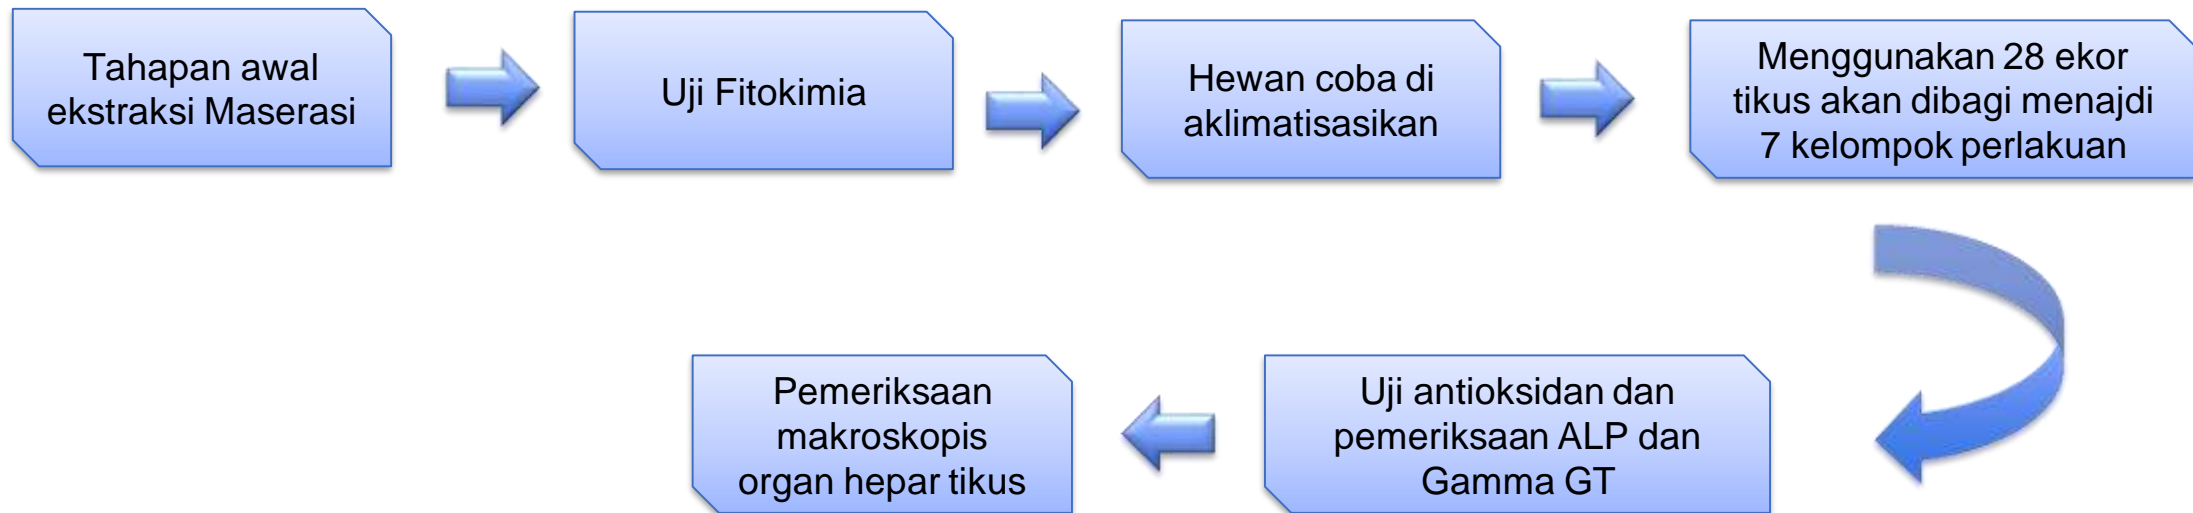 Tahapan awal
ekstraksi Maserasi
Uji Fitokimia
Hewan coba di
aklimatisasikan
Menggunakan 28 ekor
tikus akan dibagi menajdi
7 kelompok perlakuan
Uji antioksidan dan
pemeriksaan ALP dan
Gamma GT
Pemeriksaan
makroskopis
organ hepar tikus